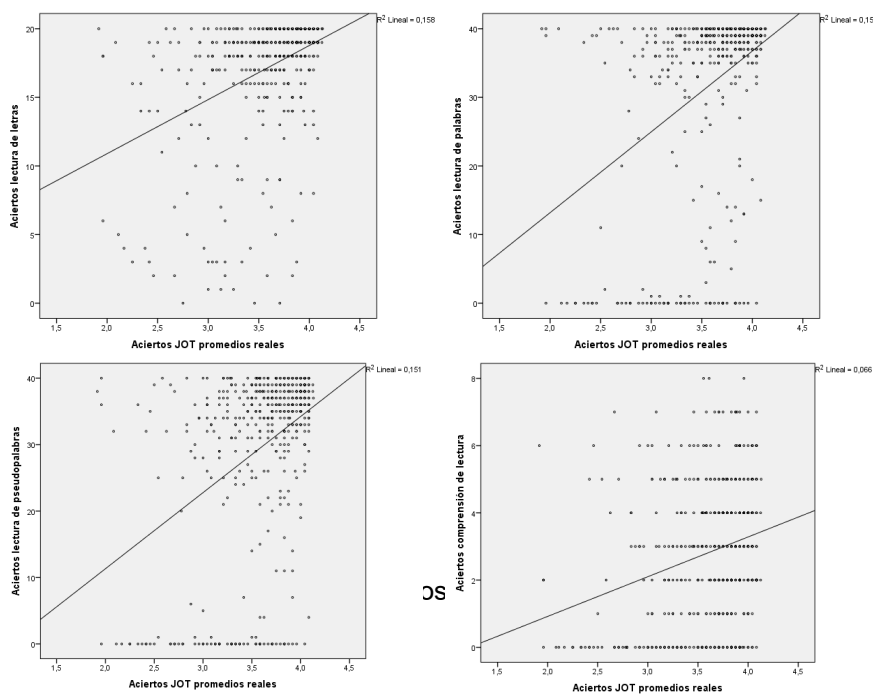 R² Lineal = 0,158
20
15
10
5
0
Aciertos lectura de letras
1,5 2,0 2,5 3,0 3,5 4,0 4,5
Aciertos JOT promedios reales
R² Lineal = 0,15
40
30
20
10
0
Aciertos lectura de palabras
1,5 2,0 2,5 3,0 3,5 4,0 4,5
Aciertos JOT promedios reales
R² Lineal = 0,151
40
30
20
10
0
Aciertos lectura de pseudopalabras
1,5 2,0 2,5 3,0 3,5 4,0 4,5
Aciertos JOT promedios reales
os
R² Lineal = 0,066
8
6
4
2
0
Aciertos comprensión de lectura
1,5 2,0 2,5 3,0 3,5 4,0 4,5
Aciertos JOT promedios reales